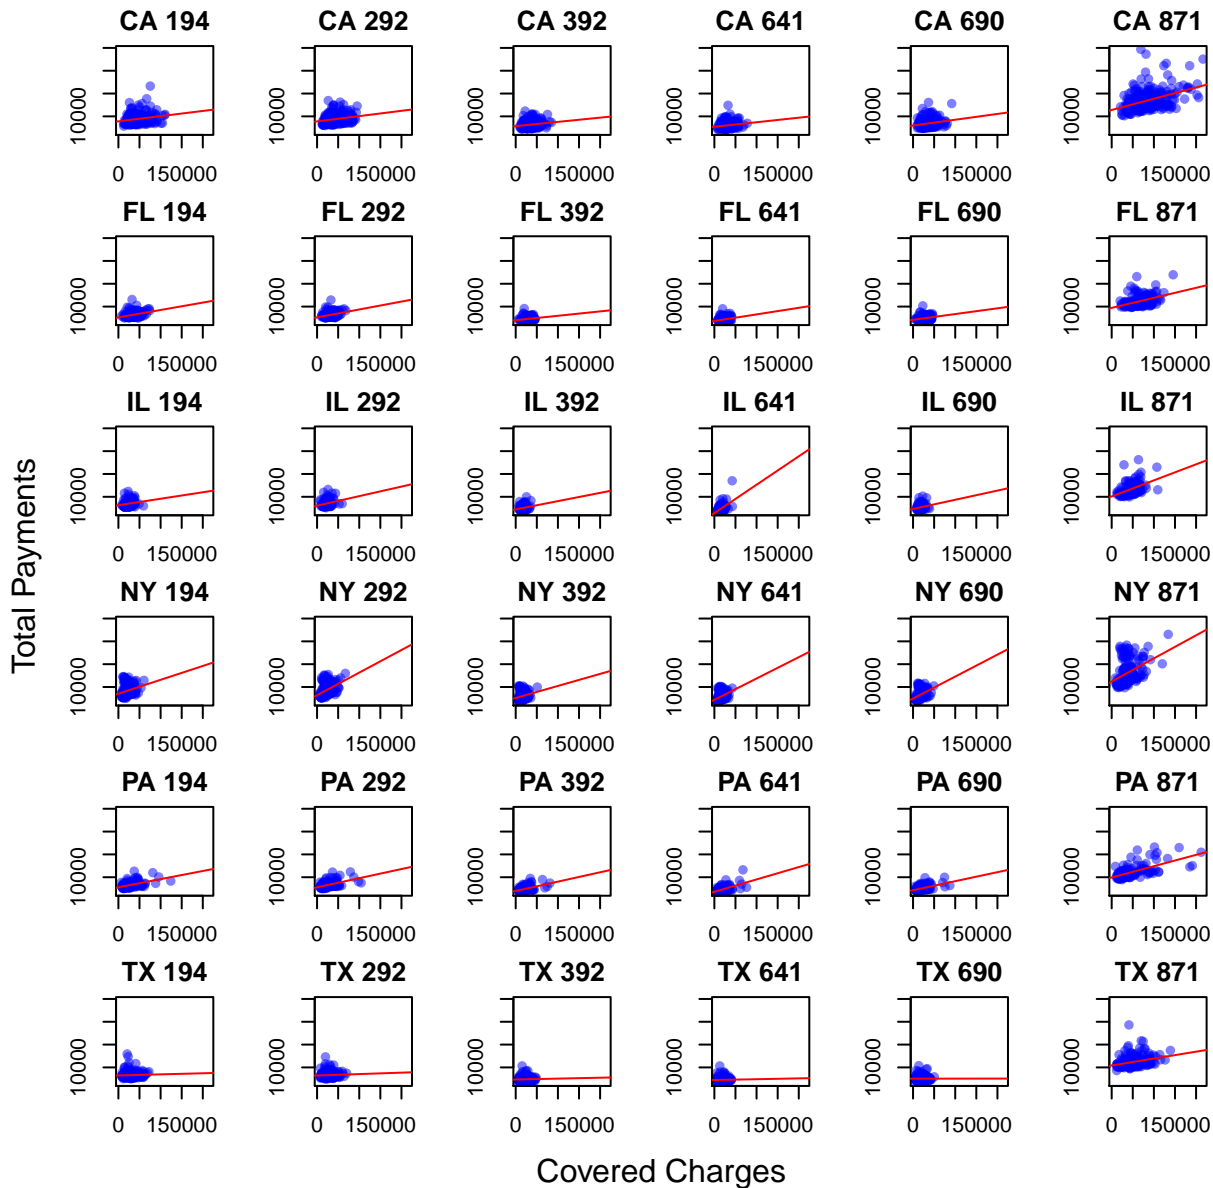 CA 194 CA 292 CA 392 CA 641 CA 690 CA 871
10000 10000 10000 10000 10000 10000
0 150000 0 150000 0 150000 0 150000 0 150000 0 150000
FL 194 FL 292 FL 392 FL 641 FL 690 FL 871
10000 10000 10000 10000 10000 10000
0 150000 0 150000 0 150000 0 150000 0 150000 0 150000
IL 194 IL 292 IL 392 IL 641 IL 690 IL 871
10000 10000 10000 10000 10000 10000
0 150000 0 150000 0 150000 0 150000 0 150000 0 150000
Total Payments
NY 194 NY 292 NY 392 NY 641 NY 690 NY 871
10000 10000 10000 10000 10000 10000
0 150000 0 150000 0 150000 0 150000 0 150000 0 150000
PA 194 PA 292 PA 392 PA 641 PA 690 PA 871
10000 10000 10000 10000 10000 10000
0 150000 0 150000 0 150000 0 150000 0 150000 0 150000
TX 194 TX 292 TX 392 TX 641 TX 690 TX 871
10000 10000 10000 10000 10000 10000
0 150000 0 150000 0 150000 0 150000 0 150000 0 150000
Covered Charges